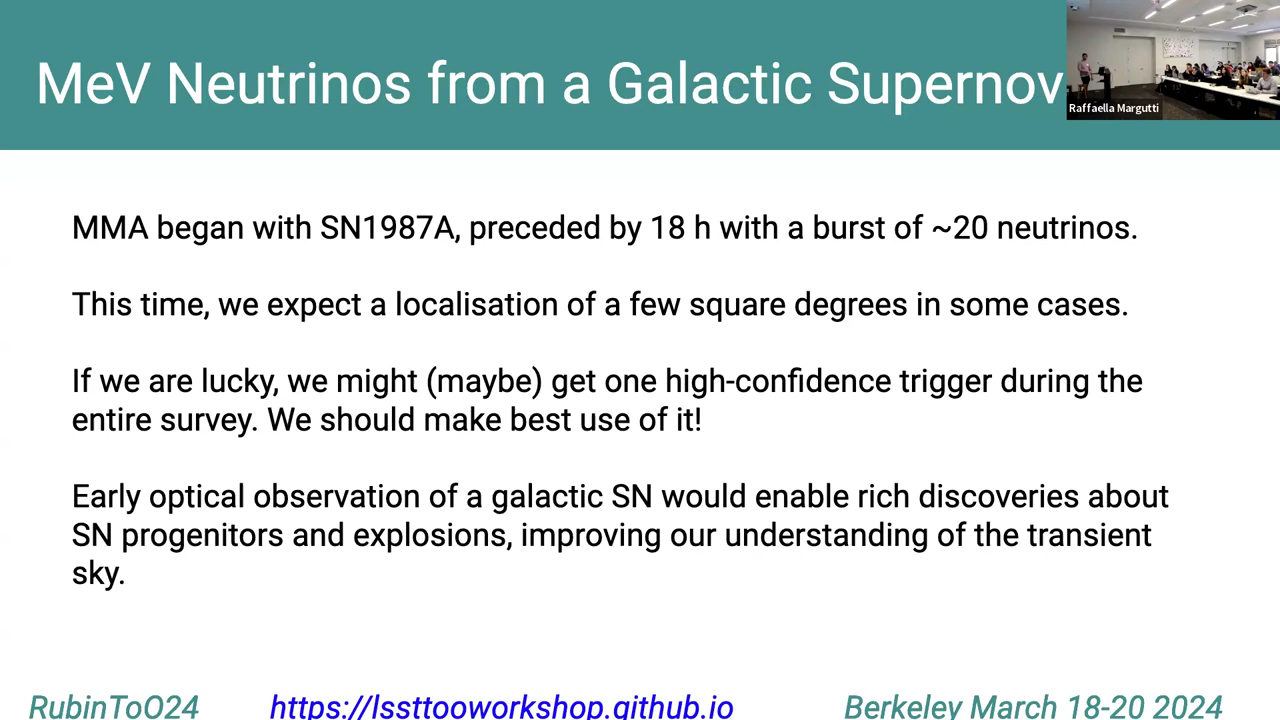 MeV Neutrinos from a Galactic Supernov
Raffaella Margutti
MMA began with SN1987A, preceded by 18 h with a burst of ~20 neutrinos.
This time, we expect a localisation of a few square degrees in some cases.
If we are lucky, we might (maybe) get one high-confidence trigger during the
entire survey. We should make best use of it!
Early optical observation of a galactic SN would enable rich discoveries about
SN progenitors and explosions, improving our understanding of the transient
sky.
RubinToO24
https://lssttooworkshop.github.io
Berkeley March 18-20 2024